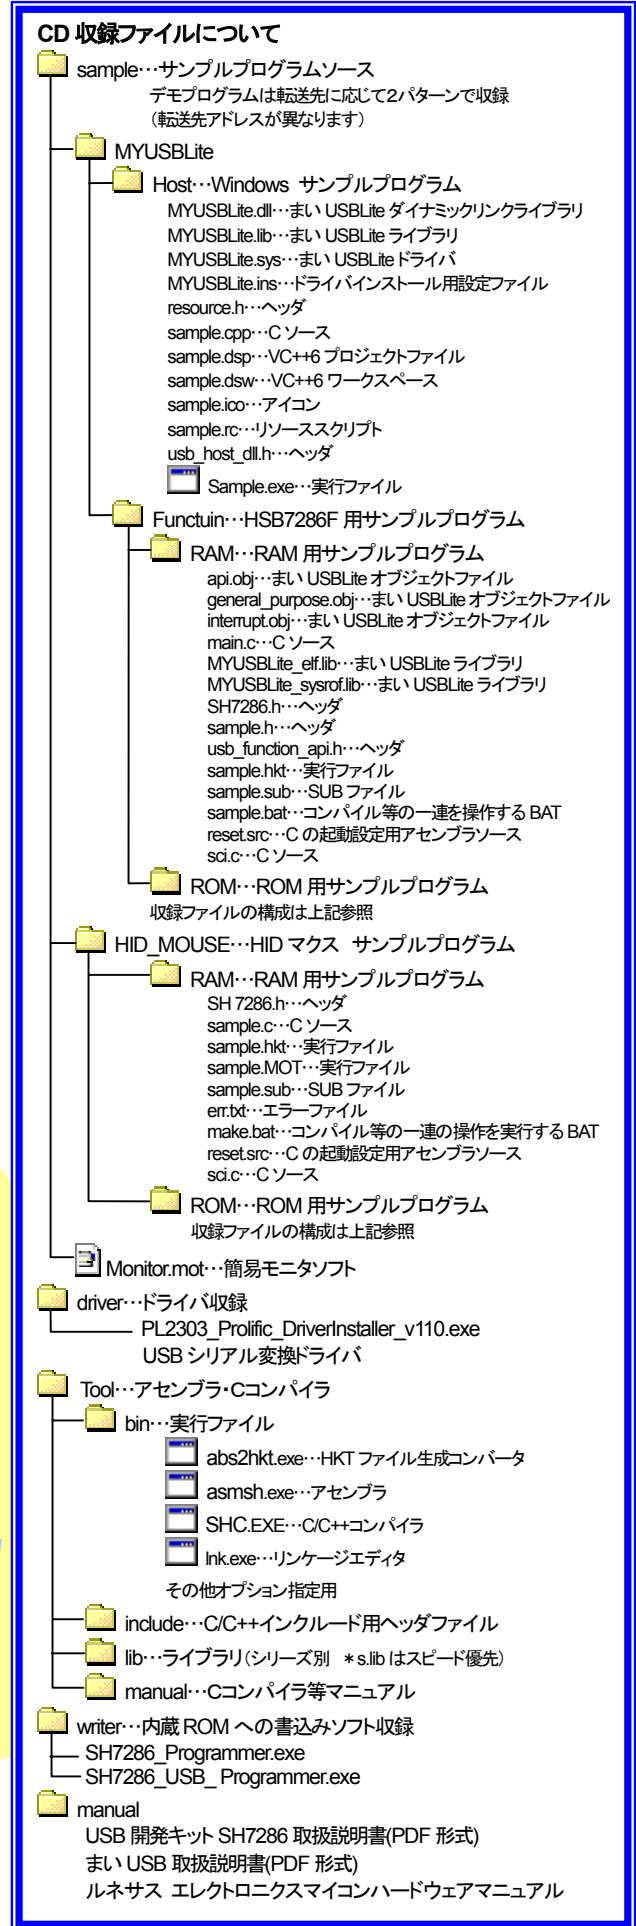 CD 収録ファイルについて
sample…サンプルプログラムソース
デモプログラムは転送先に応じて2パターンで収録
（転送先アドレスが異なります）
MYUSBLite
Host…Windows サンプルプログラム
MYUSBLite.dll…まい USBLite ダイナミックリンクライブラリ
MYUSBLite.lib…まい USBLite ライブラリ
MYUSBLite.sys…まい USBLite ドライバ
MYUSBLite.ins…ドライバインストール用設定ファイル
resource.h…ヘッダ
sample.cpp…C ソース
sample.dsp…VC++6 プロジェクトファイル
sample.dsw…VC++6 ワークスペース
sample.ico…アイコン
sample.rc…リソーススクリプト
usb_host_dll.h…ヘッダ
Sample.exe…実行ファイル
Functuin…HSB7286F 用サンプルプログラム
RAM…RAM 用サンプルプログラム
api.obj…まい USBLite オブジェクトファイル
general_purpose.obj…まい USBLite オブジェクトファイル
interrupt.obj…まい USBLite オブジェクトファイル
main.c…C ソース
MYUSBLite_elf.lib…まい USBLite ライブラリ
MYUSBLite_sysrof.lib…まい USBLite ライブラリ
SH7286.h…ヘッダ
sample.h…ヘッダ
usb_function_api.h…ヘッダ
sample.hkt…実行ファイル
sample.sub…SUB ファイル
sample.bat…コンパイル等の一連を操作する BAT
reset.src…C の起動設定用アセンブラソース
sci.c…C ソース
ROM…ROM 用サンプルプログラム
収録ファイルの構成は上記参照
HID_MOUSE…HID マクス サンプルプログラム
RAM…RAM 用サンプルプログラム
SH 7286.h…ヘッダ
sample.c…C ソース
sample.hkt…実行ファイル
sample.MOT…実行ファイル
sample.sub…SUB ファイル
err.txt…エラーファイル
make.bat…コンパイル等の一連の操作を実行する BAT
reset.src…C の起動設定用アセンブラソース
sci.c…C ソース
ROM…ROM 用サンプルプログラム
収録ファイルの構成は上記参照
Monitor.mot…簡易モニタソフト
driver…ドライバ収録
PL2303_Prolific_DriverInstaller_v110.exe
USB シリアル変換ドライバ
Tool…アセンブラ・Cコンパイラ
bin…実行ファイル
abs2hkt.exe…HKT ファイル生成コンバータ
asmsh.exe…アセンブラ
SHC.EXE…C/C++コンパイラ
lnk.exe…リンケージエディタ
その他オプション指定用
include…C/C++インクルード用ヘッダファイル
lib…ライブラリ（シリーズ別 ＊s.lib はスピード優先）
manual…Cコンパイラ等マニュアル
writer…内蔵 ROM への書込みソフト収録
SH7286_Programmer.exe
SH7286_USB_ Programmer.exe
manual
USB 開発キット SH7286 取扱説明書(PDF 形式)
まい USB 取扱説明書(PDF 形式)
ルネサス エレクトロニクスマイコンハードウェアマニュアル